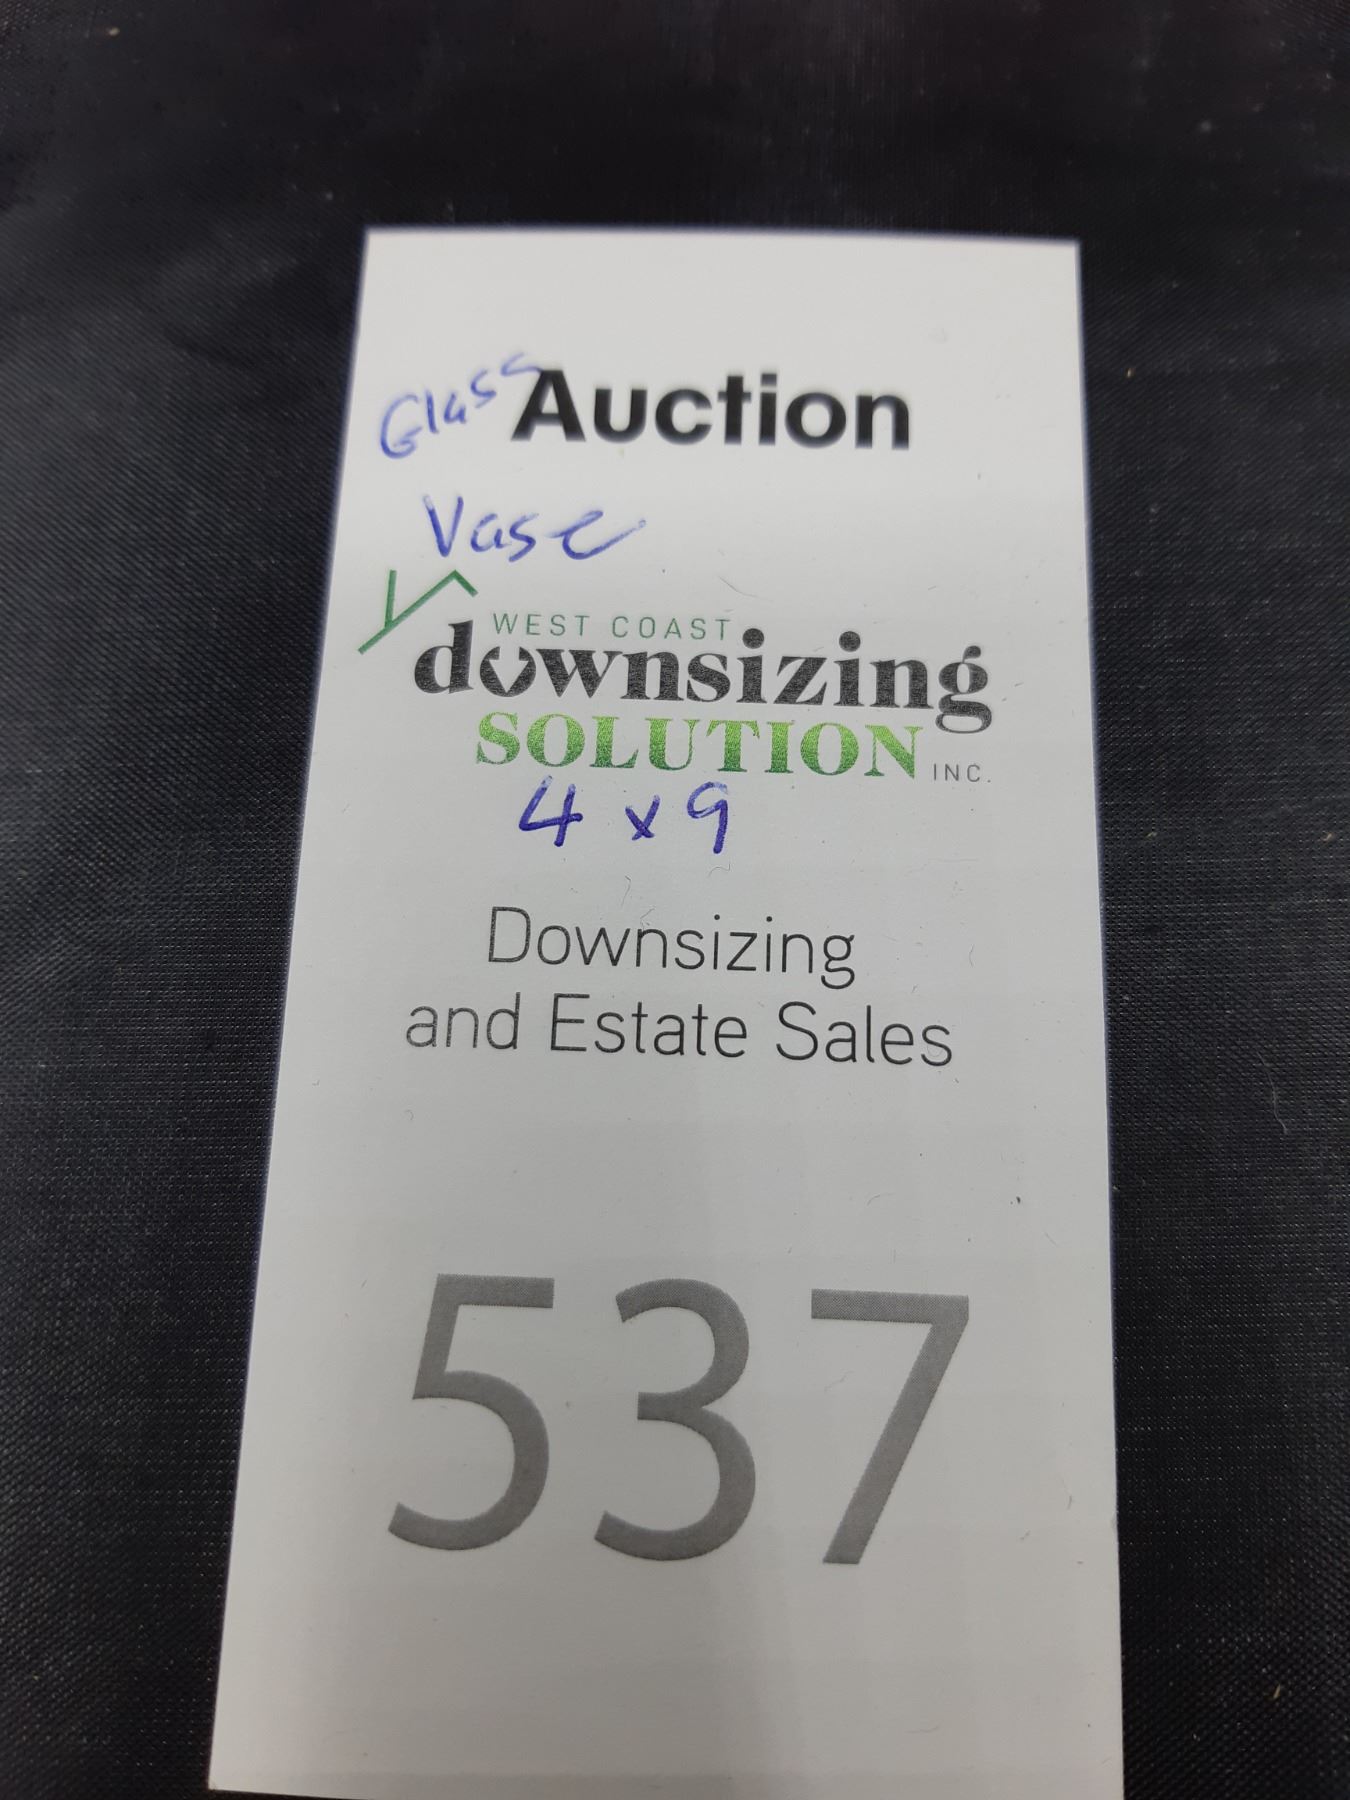 Glass Auction
Vase
WEST COAST
downsizing
SOLUTION INC.
4 x 9
Downsizing
and Estate Sales
537